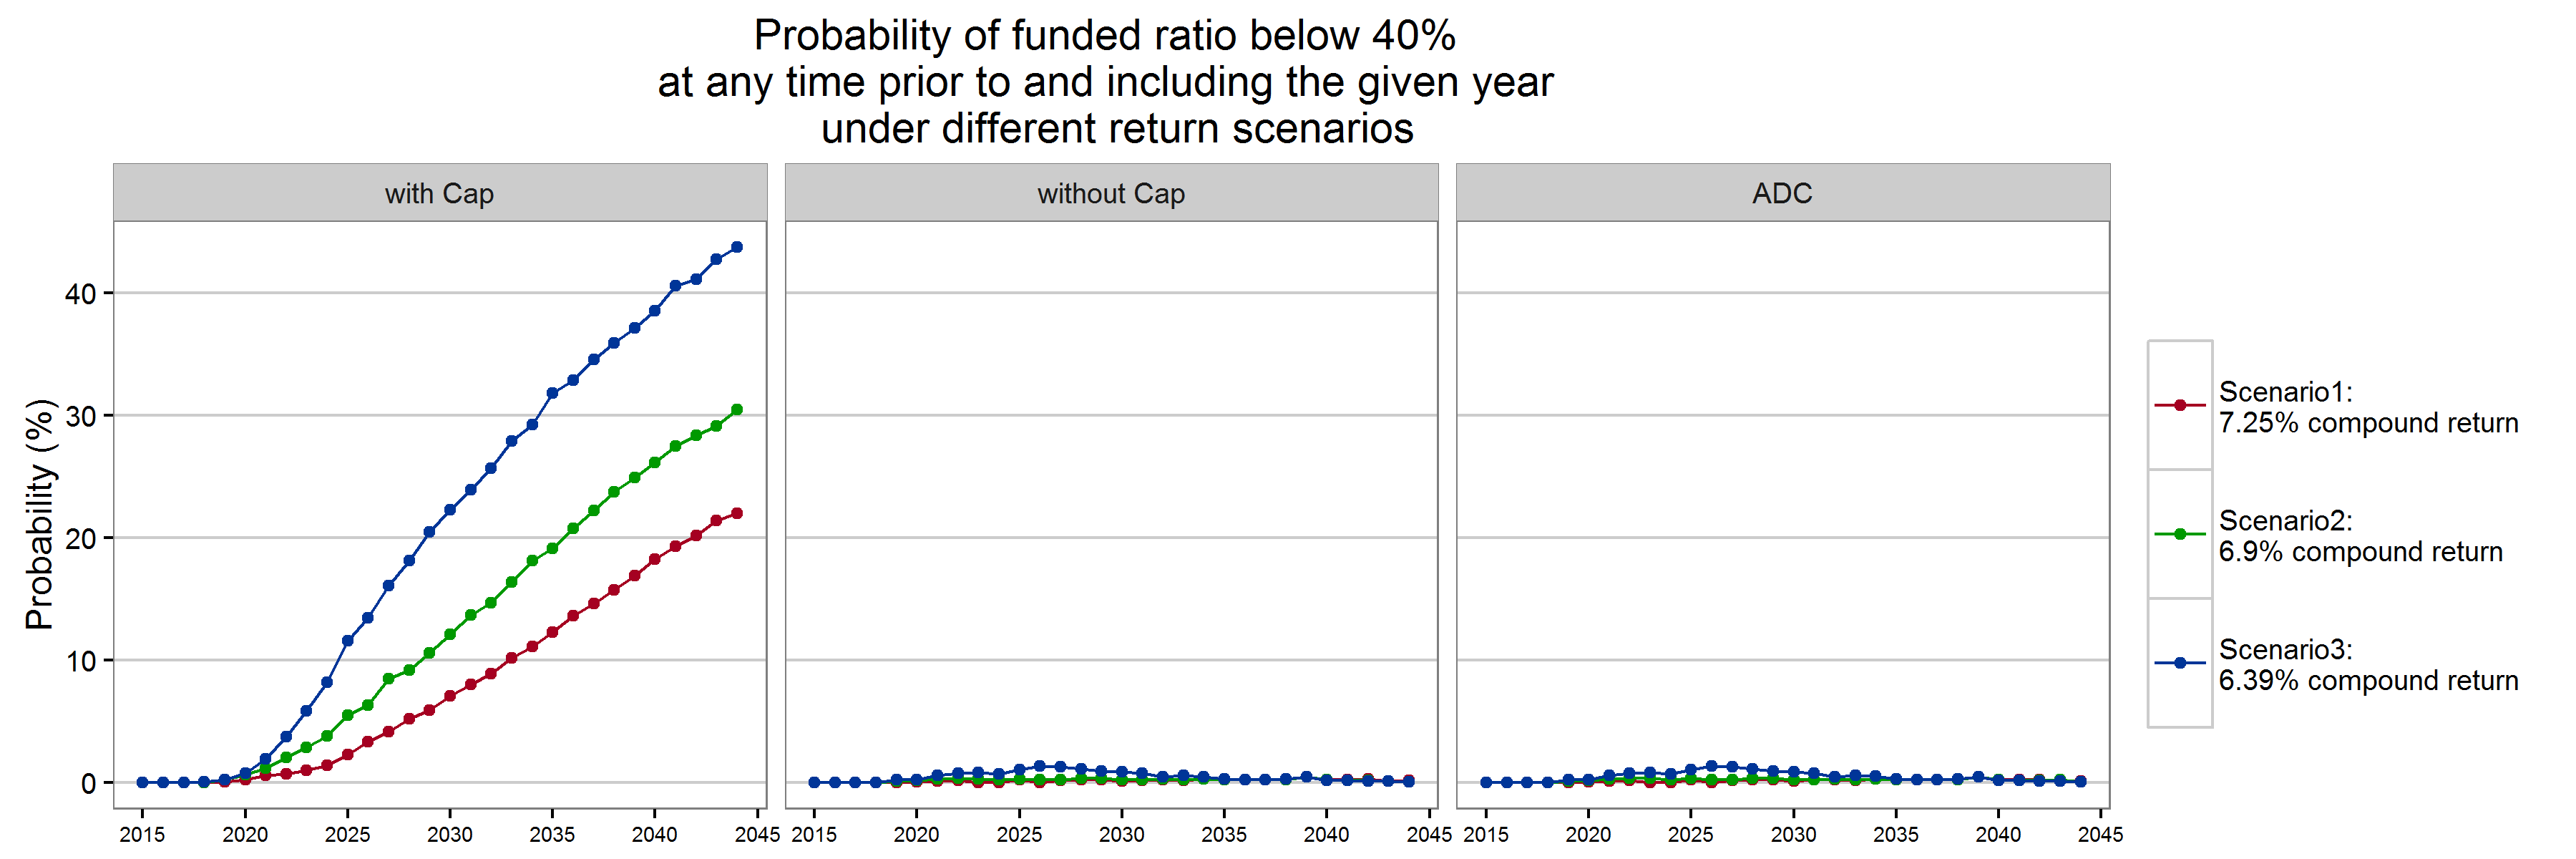 Probability of funded ratio below 40%
at any time prior to and including the given year
under different return scenarios
with Cap
without Cap
ADC
Probability (%)
40
30
20
10
0
2015 2020 2025 2030 2035 2040 2045
2015 2020 2025 2030 2035 2040 2045
2015 2020 2025 2030 2035 2040 2045
Scenario1:
7.25% compound return
Scenario2:
6.9% compound return
Scenario3:
6.39% compound return